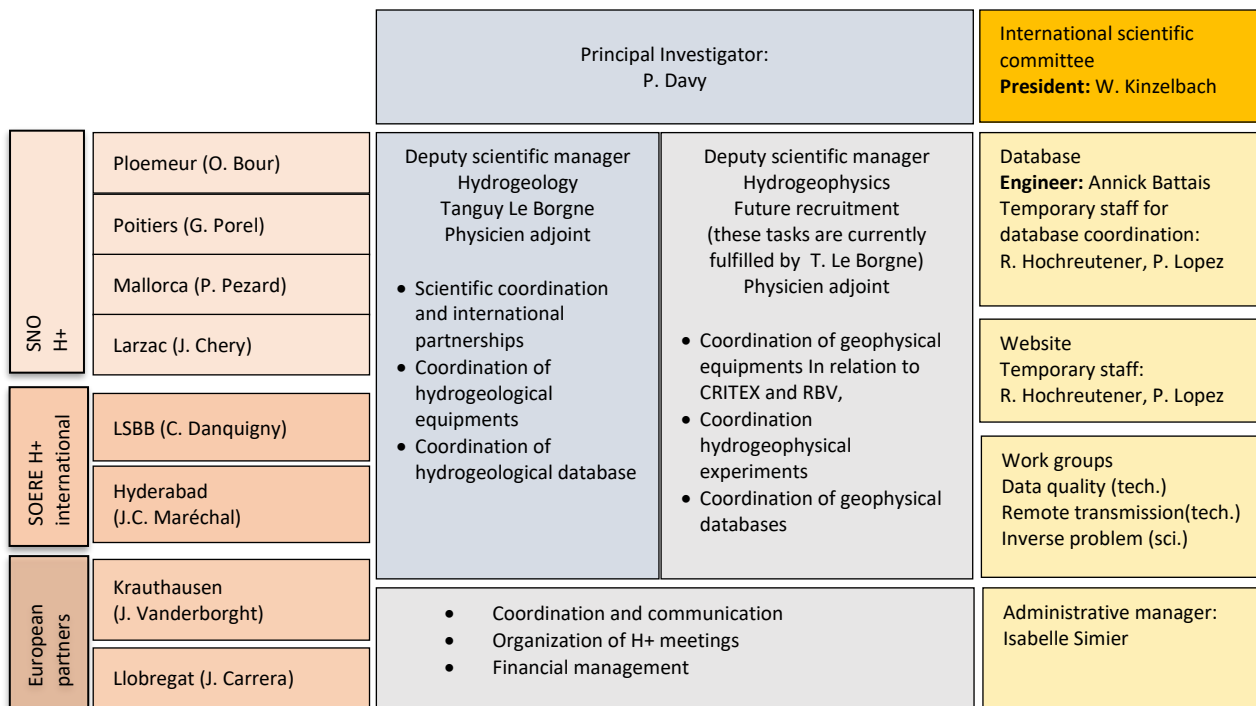 Principal Investigator:
P. Davy
International scientific
committee
President: W. Kinzelbach
SNO
H+
Ploemeur (O. Bour)
Poitiers (G. Porel)
Mallorca (P. Pezard)
Larzac (J. Chery)
SOERE H+
international
LSBB (C. Danquigny)
Hyderabad
(J.C. Maréchal)
European
partners
Krauthausen
(J. Vanderborght)
Llobregat (J. Carrera)
Deputy scientific manager
Hydrogeology
Tanguy Le Borgne
Physicien adjoint
• Scientific coordination
and international
partnerships
• Coordination of
hydrogeological
equipments
• Coordination of
hydrogeological database
Deputy scientific manager
Hydrogeophysics
Future recruitment
(these tasks are currently
fulfilled by T. Le Borgne)
Physicien adjoint
• Coordination of geophysical
equipments In relation to
CRITEX and RBV,
• Coordination
hydrogeophysical
experiments
• Coordination of geophysical
databases
• Coordination and communication
• Organization of H+ meetings
• Financial management
Database
Engineer: Annick Battais
Temporary staff for
database coordination:
R. Hochreutener, P. Lopez
Website
Temporary staff:
R. Hochreutener, P. Lopez
Work groups
Data quality (tech.)
Remote transmission(tech.)
Inverse problem (sci.)
Administrative manager:
Isabelle Simier